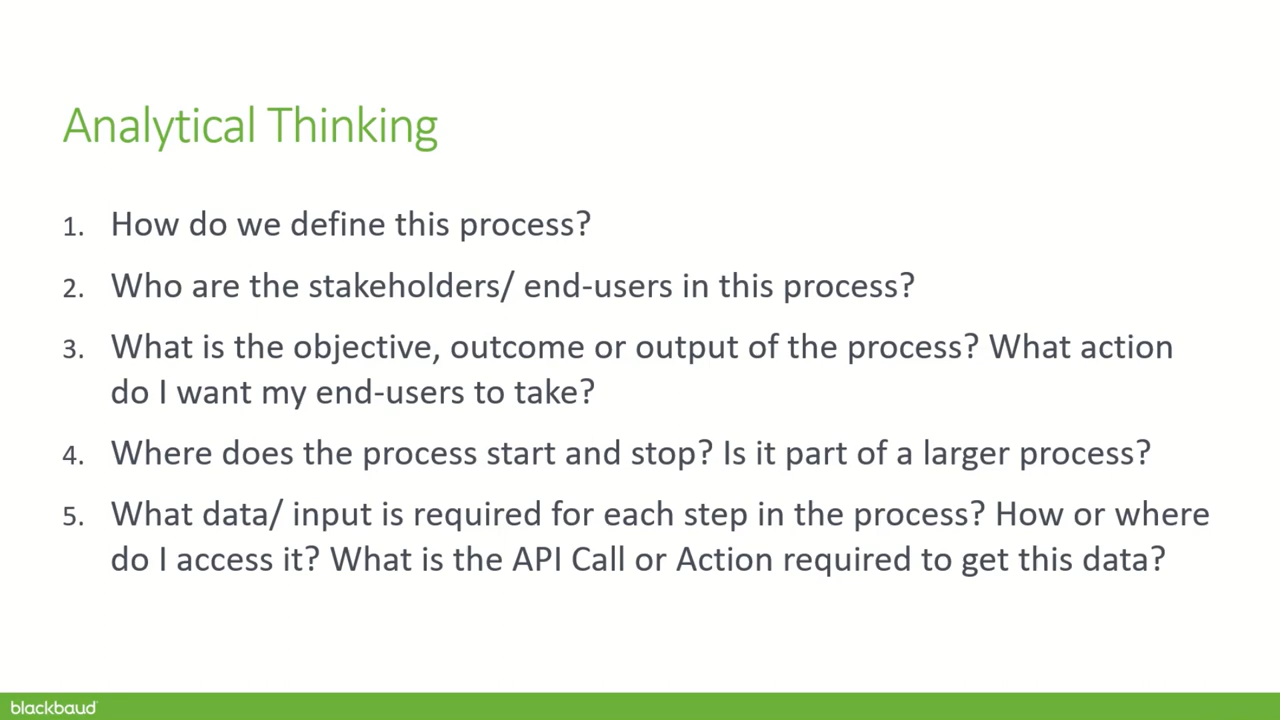 Analytical Thinking
1. How do we define this process?
2. Who are the stakeholders/ end-users in this process?
3. What is the objective, outcome or output of the process? What action
do I want my end-users to take?
4. Where does the process start and stop? Is it part of a larger process?
5. What data/ input is required for each step in the process? How or where
do I access it? What is the API Call or Action required to get this data?
blackbaud